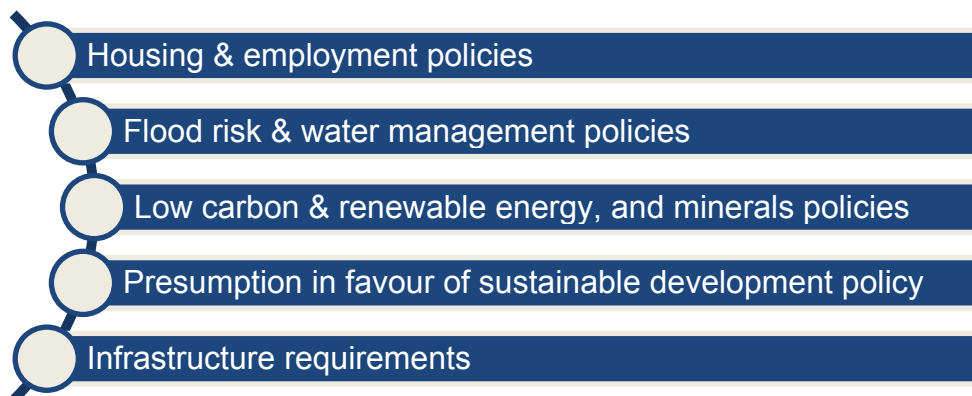 Housing & employment policies
Flood risk & water management policies
Low carbon & renewable energy, and minerals policies
Presumption in favour of sustainable development policy
Infrastructure requirements